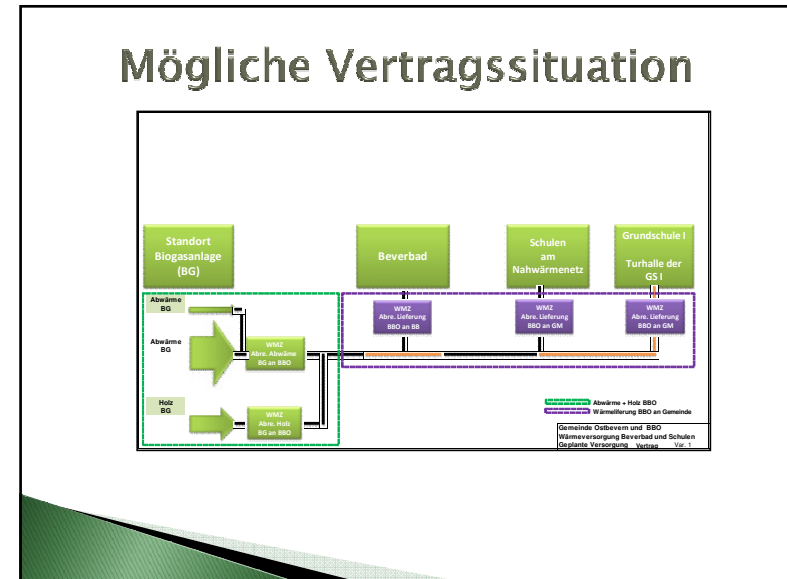 Mögliche Vertragssituation
Standort
Biogasanlage
(BG)
Beverbad
Schulen
am
Nahwärmenetz
Grundschule I
Turhalle der
GS I
Abwärme
BG
Abwärme
BG
Holz
BG
WMZ
Abre. Abwäme
BG an BBO
WMZ
Abre. Holz
BG an BBO
WMZ
Abre. Lieferung
BBO an BB
WMZ
Abre. Lieferung
BBO an GM
WMZ
Abre. Lieferung
BBO an GM
Abwärme + Holz BBO
Wärmeliferung BBO an Gemeinde
Gemeinde Ostbevern und BBO
Wärmeversorgung Beverbad und Schulen
Geplante Versorgung Vertrag Var. 1